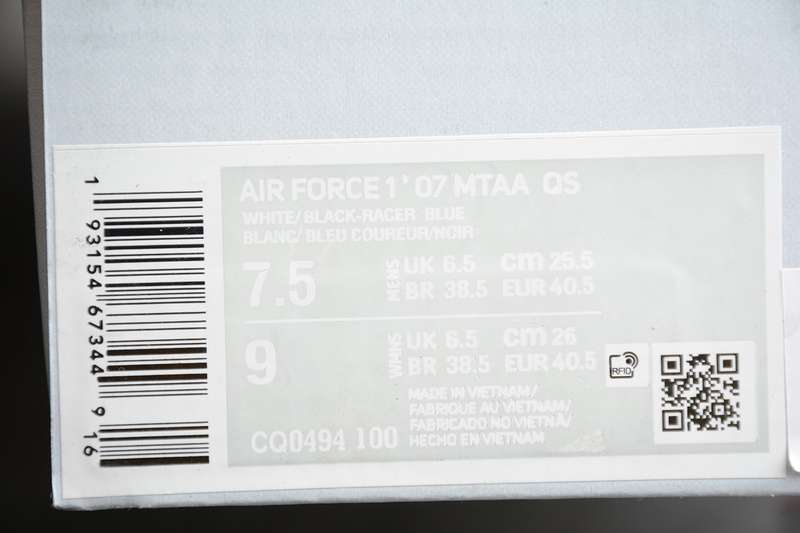 1 93154 67344 9 16
AIR FORCE 1 '07 MTAA QS
WHITE/BLACK-RACER BLUE
BLANC/BLEU COUREUR/NOIR
7.5
MENS
UK 6.5 cm 25.5
BR 38.5 EUR 40.5
9
WMNS
UK 6.5 cm 26
BR 38.5 EUR 40.5
MADE IN VIETNAM/
FABRIQUE AU VIETNAM/
FABRICADO NO VIETNÃ/
HECHO EN VIETNAM
CQ0494 100
RFID